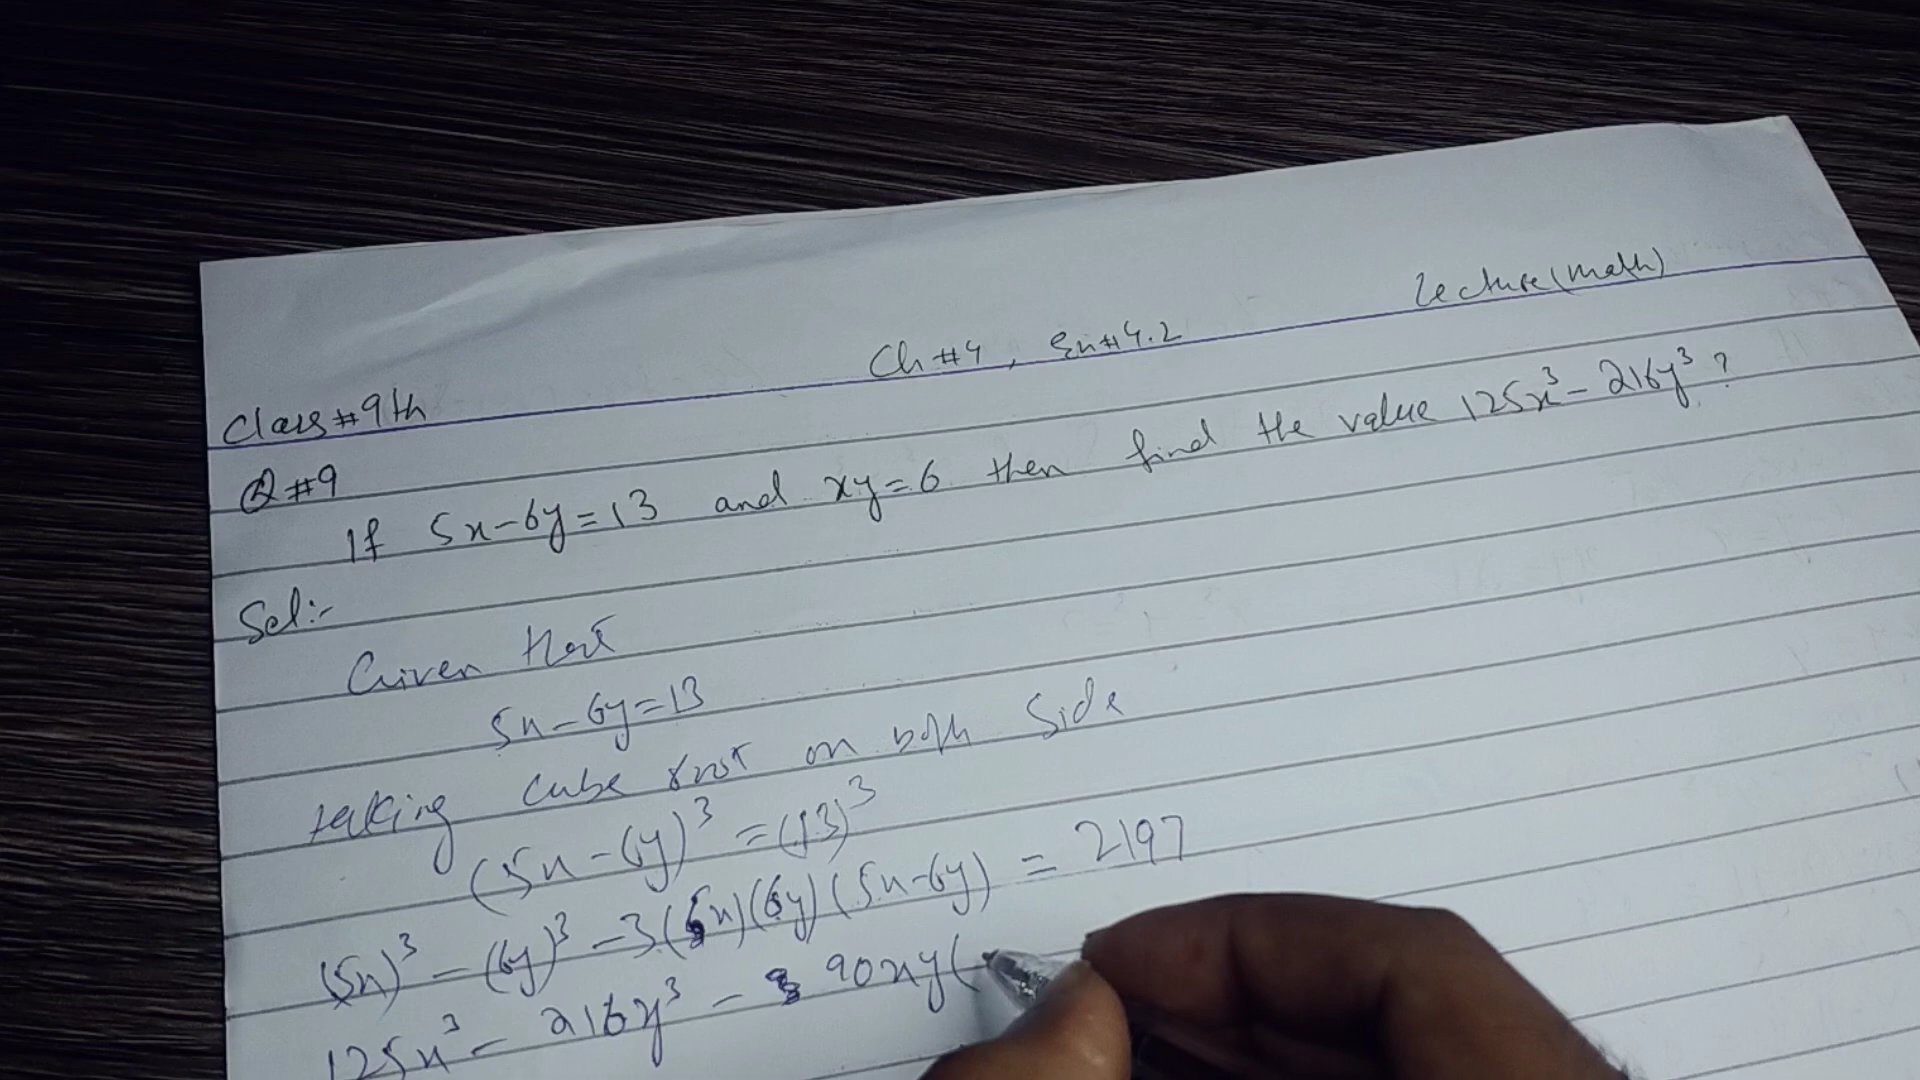 Lecture (math)
Ch #4, Ex#4.2
Class #9th
Q #9
If 5x-6y=13 and xy=6 then find the value 125x³-216y³?
Sol:-
Given that
5x-6y=13
taking cube root on both side
(5x-6y)³=(13)³
(5x)³-(6y)³-3(5x)(6y)(5x-6y) = 2197
125x³-216y³- 90xy(